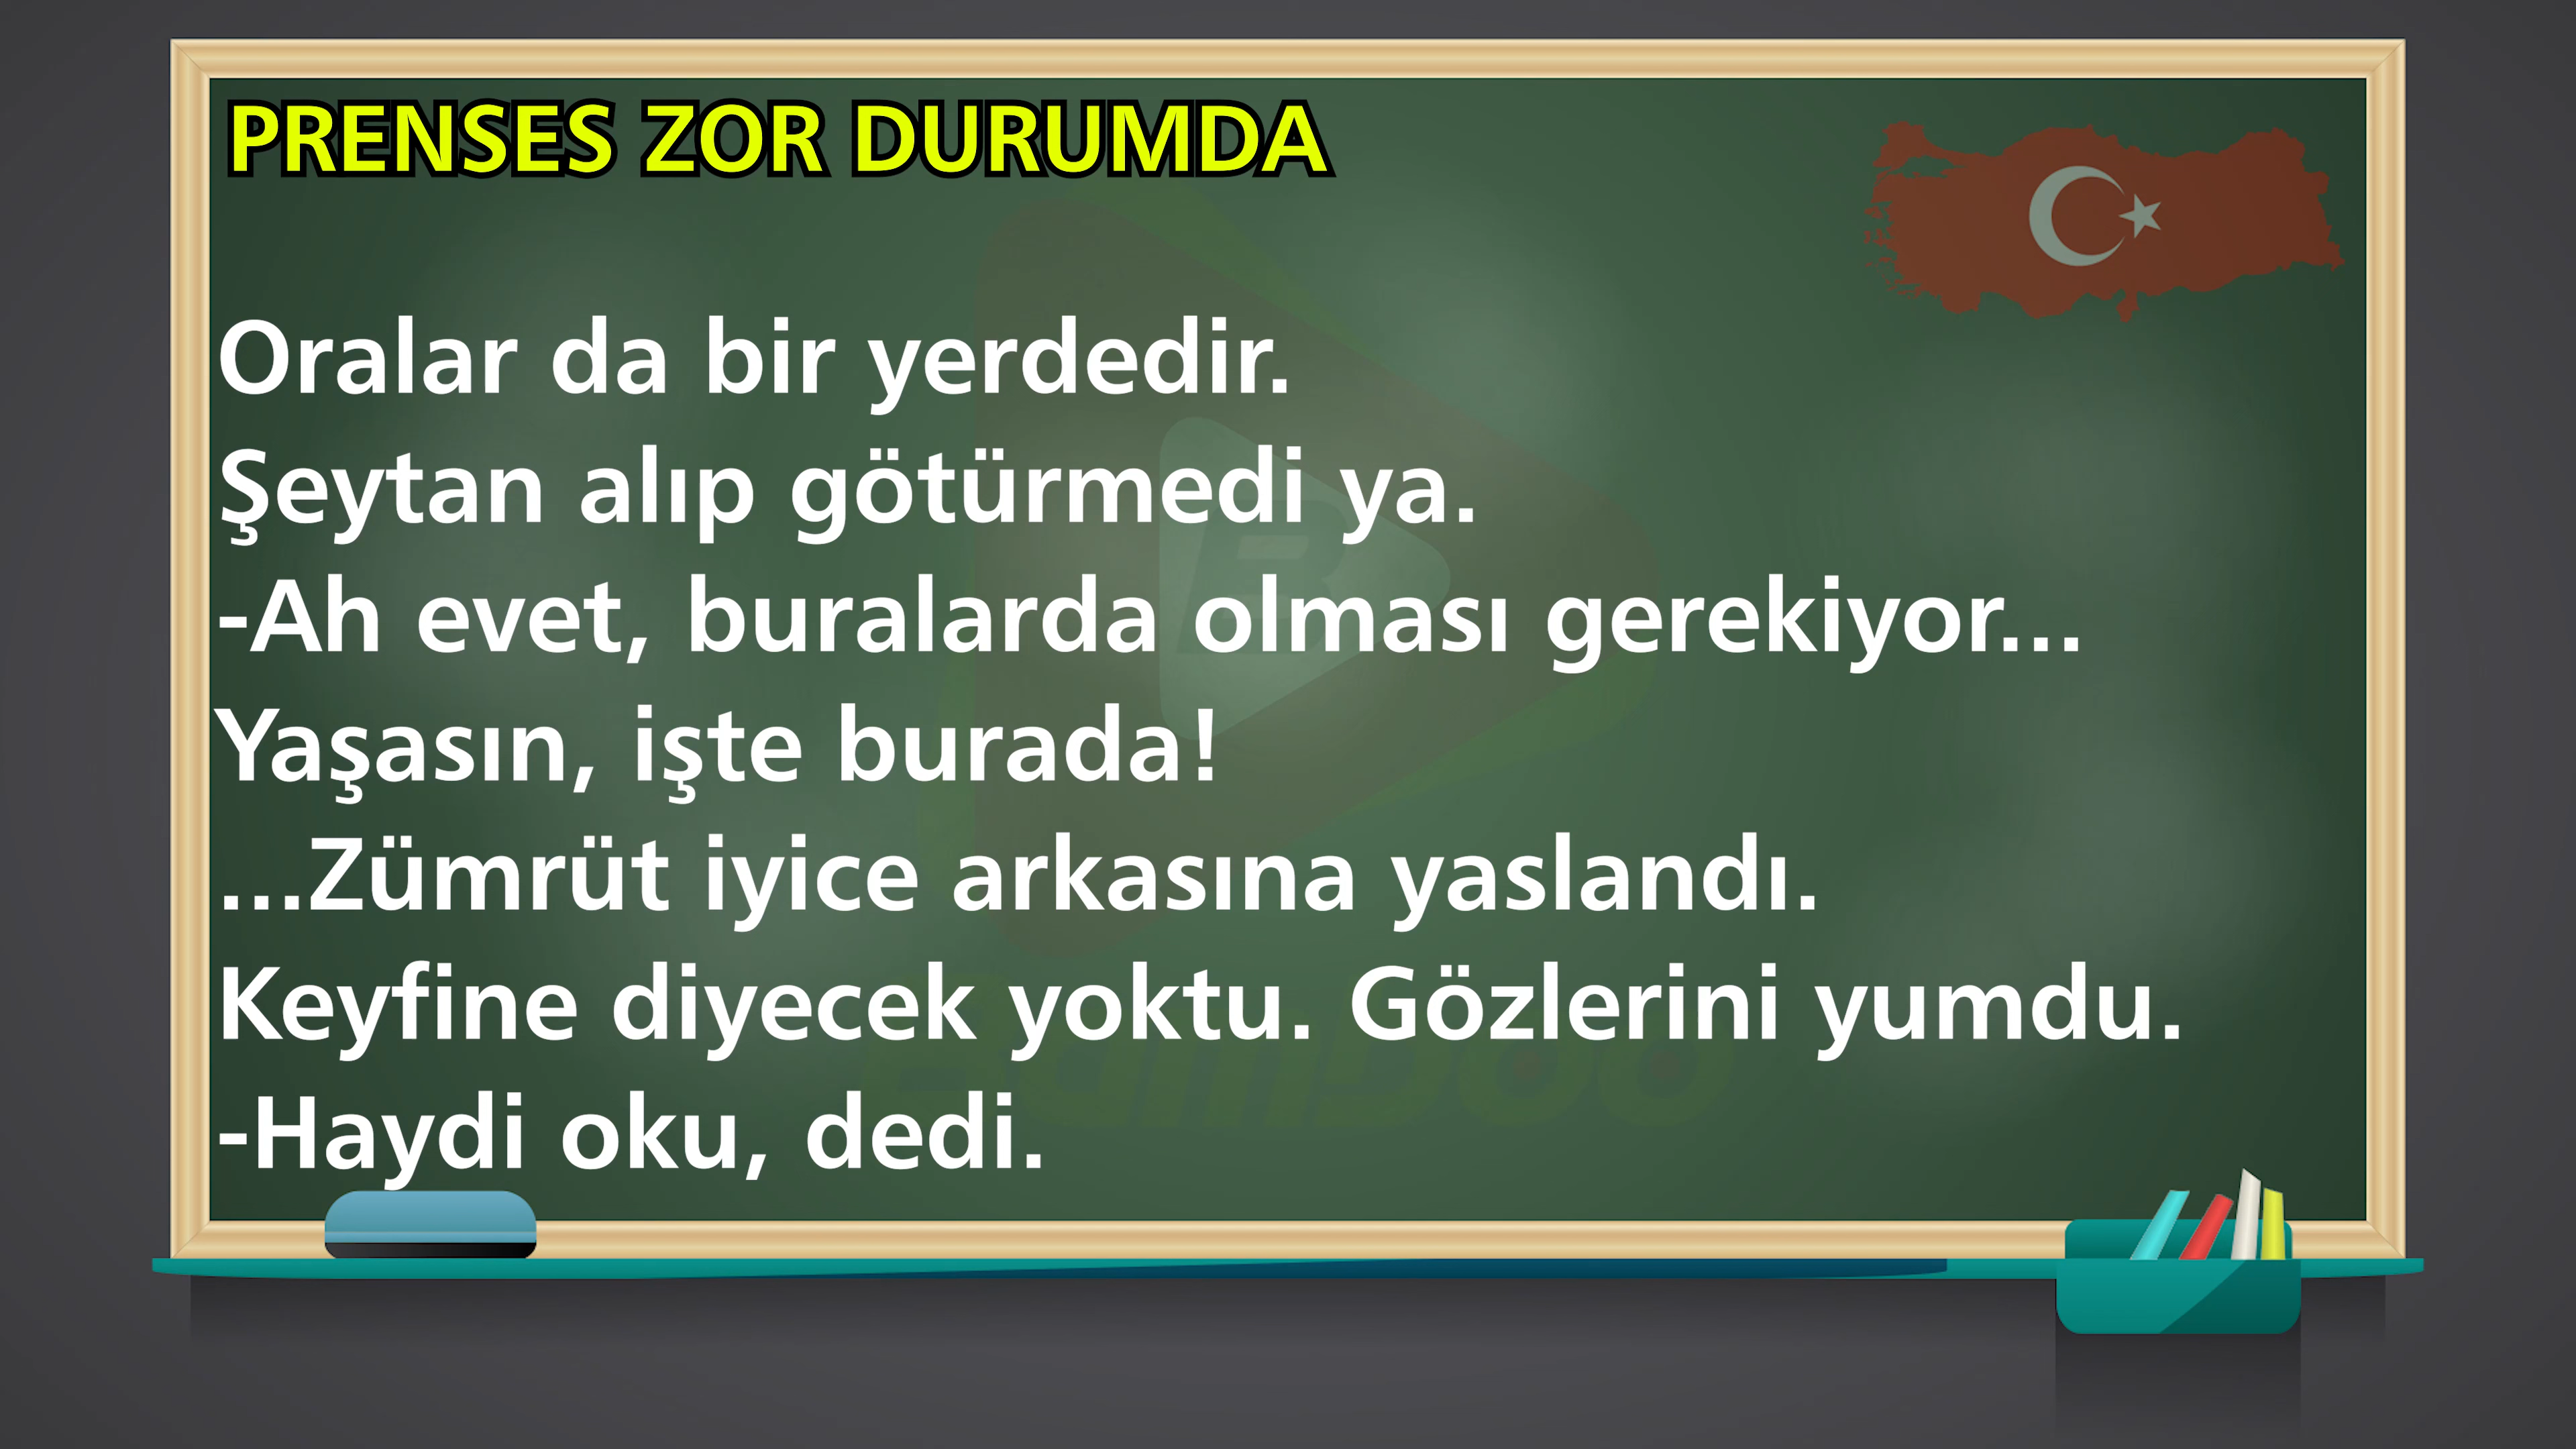 PRENSES ZOR DURUMDA
Oralar da bir yerdedir.
Şeytan alıp götürmedi ya.
-Ah evet, buralarda olması gerekiyor...
Yaşasın, işte burada!
...Zümrüt iyice arkasına yaslandı.
Keyfine diyecek yoktu. Gözlerini yumdu.
-Haydi oku, dedi.